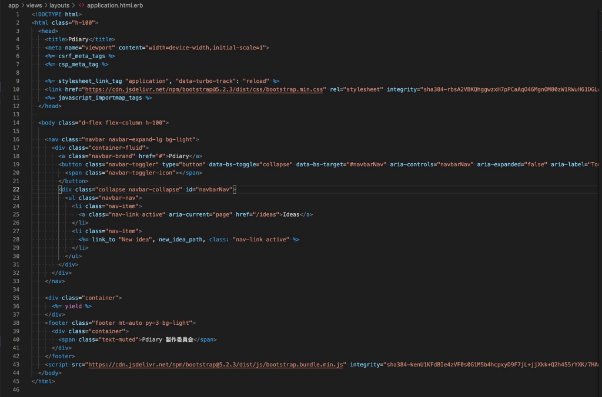 app > views > layouts > application.html.erb
1 <!DOCTYPE html>
2 <html class="h-100">
3 <head>
4 <title>Pdiary</title>
5 <meta name="viewport" content="width=device-width,initial-scale=1">
6 <%= csrf_meta_tags %>
7 <%= csp_meta_tag %>
8
9 <%= stylesheet_link_tag "application", "data-turbo-track": "reload" %>
10 <link href="https://cdn.jsdelivr.net/npm/bootstrap@5.2.3/dist/css/bootstrap.min.css" rel="stylesheet" integrity=
11 <%= javascript_importmap_tags %>
12 </head>
13
14 <body class="d-flex flex-column h-100">
15
16 <nav class="navbar navbar-expand-lg bg-light">
17 <div class="container-fluid">
18 <a class="navbar-brand" href="#">Pdiary</a>
19 <button class="navbar-toggler" type="button" data-bs-toggle="collapse" data-bs-target="#navbarNav" aria-controls="navbarNav" aria-expanded="false" aria-label="To
20 <span class="navbar-toggler-icon"></span>
21 </button>
22 <div class="collapse navbar-collapse" id="navbarNav">
23 <ul class="navbar-nav">
24 <li class="nav-item">
25 <a class="nav-link active" aria-current="page" href="/ideas">Ideas</a>
26 </li>
27 <li class="nav-item">
28 <%= link_to "New idea", new_idea_path, class: "nav-link active" %>
29 </li>
30 </ul>
31 </div>
32 </div>
33 </nav>
34
35 <div class="container">
36 <%= yield %>
37 </div>
38 <footer class="footer mt-auto py-3 bg-light">
39 <div class="container">
40 <span class="text-muted">Pdiary 製作委員会</span>
41 </div>
42 </footer>
43 <script src="https://cdn.jsdelivr.net/npm/bootstrap@5.2.3/dist/js/bootstrap.bundle.min.js" integrity=
44 </body>
45 </html>
46